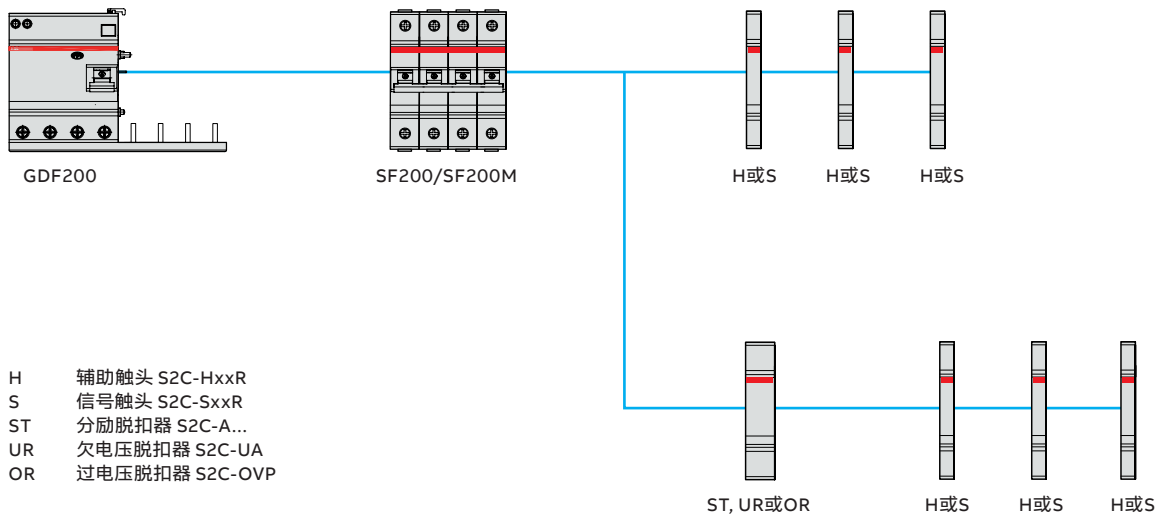 GDF200
SF200/SF200M
H或S
H或S
H或S
H 辅助触头 S2C-HxxR
S 信号触头 S2C-SxxR
ST 分励脱扣器 S2C-A...
UR 欠电压脱扣器 S2C-UA
OR 过电压脱扣器 S2C-OVP
ST, UR或OR
H或S
H或S
H或S